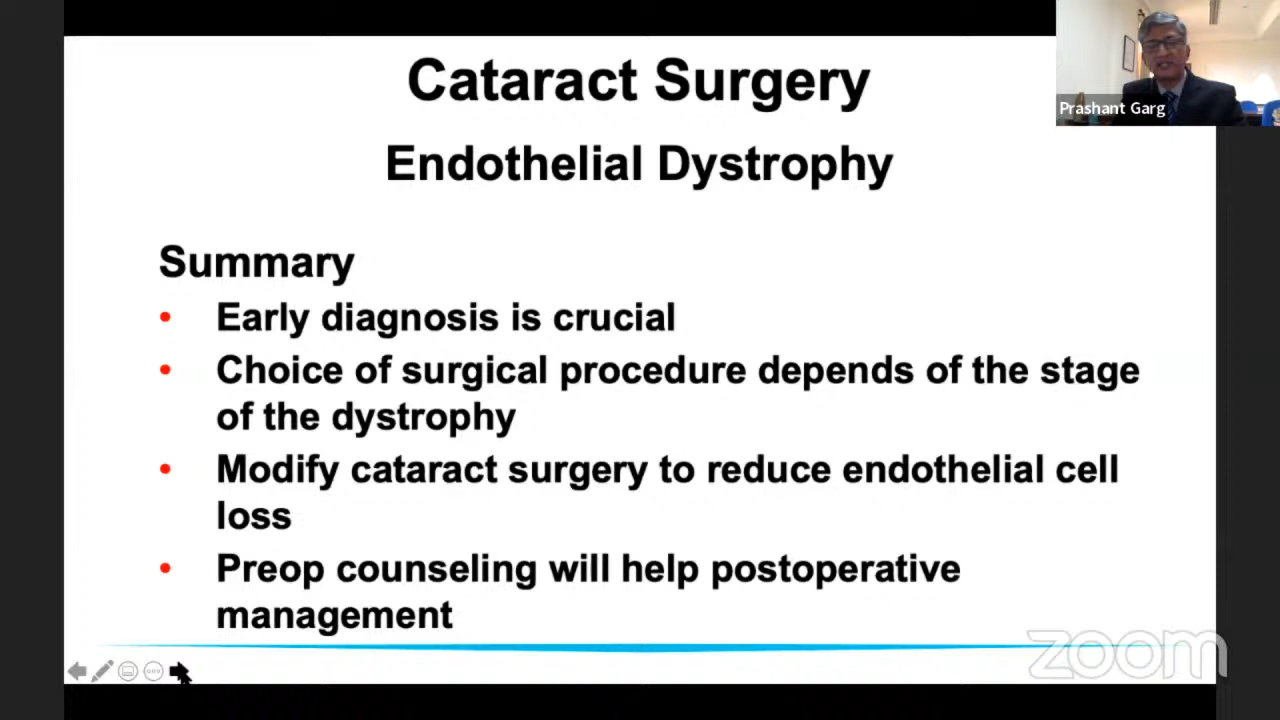 Cataract Surgery
Endothelial Dystrophy
Prashant Garg
Summary
• Early diagnosis is crucial
• Choice of surgical procedure depends of the stage
of the dystrophy
• Modify cataract surgery to reduce endothelial cell
loss
• Preop counseling will help postoperative
management
zoom